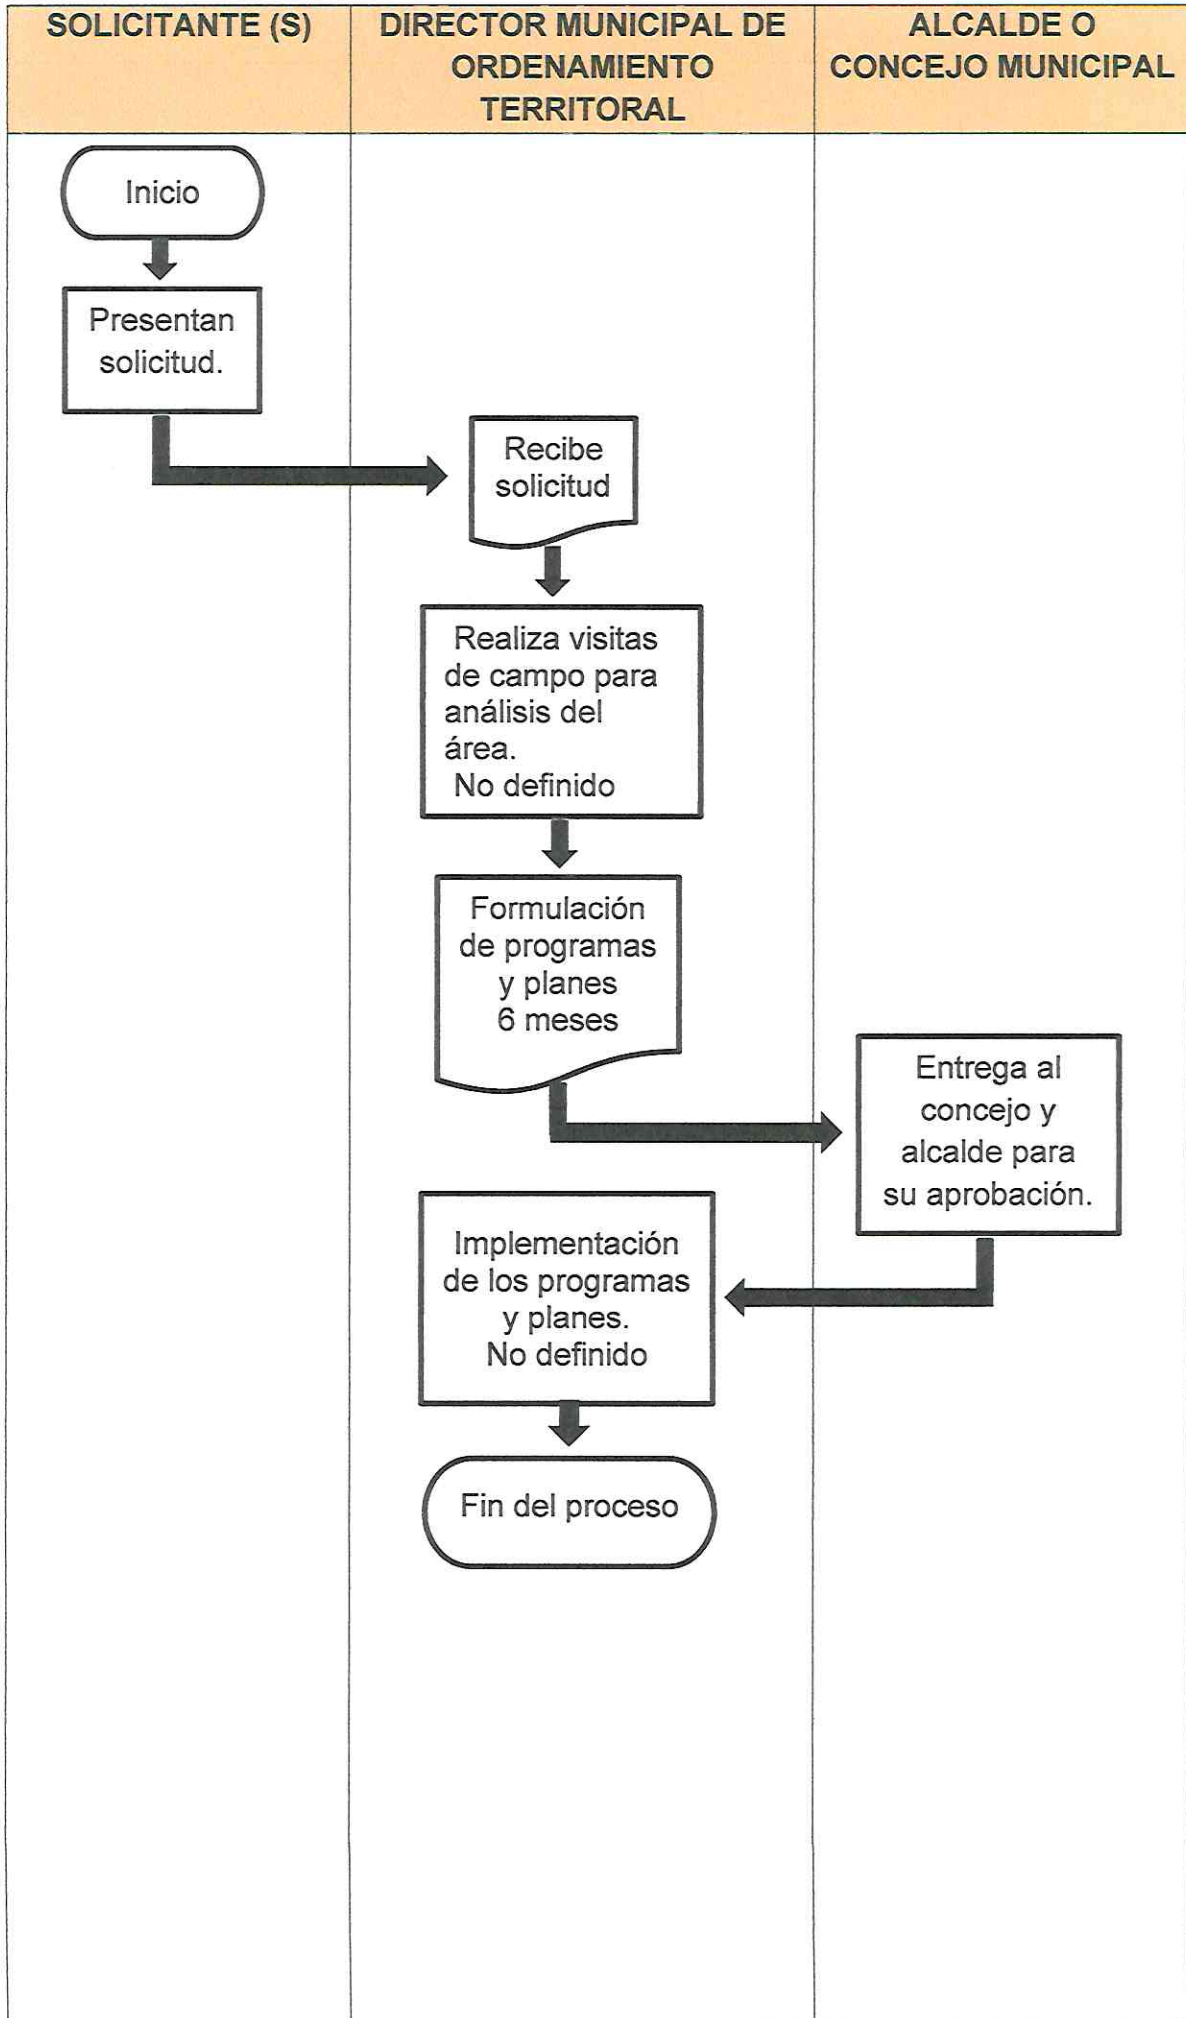 SOLICITANTE (S)
DIRECTOR MUNICIPAL DE
ORDENAMIENTO
TERRITORAL
ALCALDE O
CONCEJO MUNICIPAL
Inicio
Presentan
solicitud.
Recibe
solicitud
Realiza visitas
de campo para
análisis del
área.
No definido
Formulación
de programas
y planes
6 meses
Entrega al
concejo y
alcalde para
su aprobación.
Implementación
de los programas
y planes.
No definido
Fin del proceso